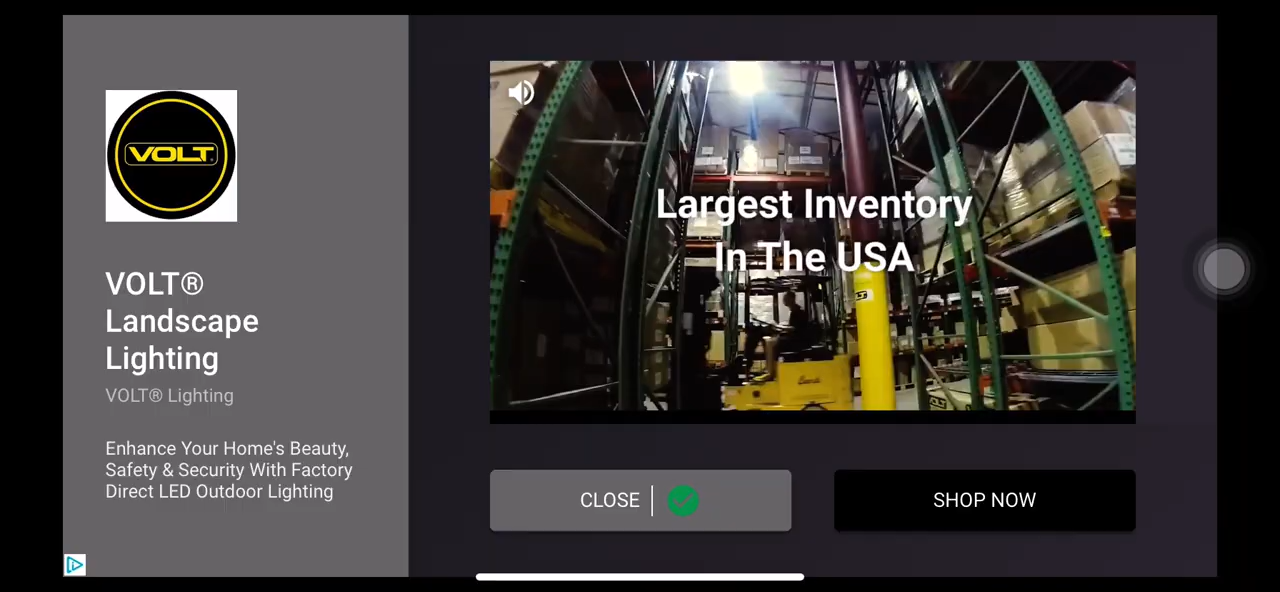 VOLT®
VOLT®
Landscape
Lighting
VOLT® Lighting
Enhance Your Home's Beauty,
Safety & Security With Factory
Direct LED Outdoor Lighting
Largest Inventory
In The USA
CLOSE
SHOP NOW